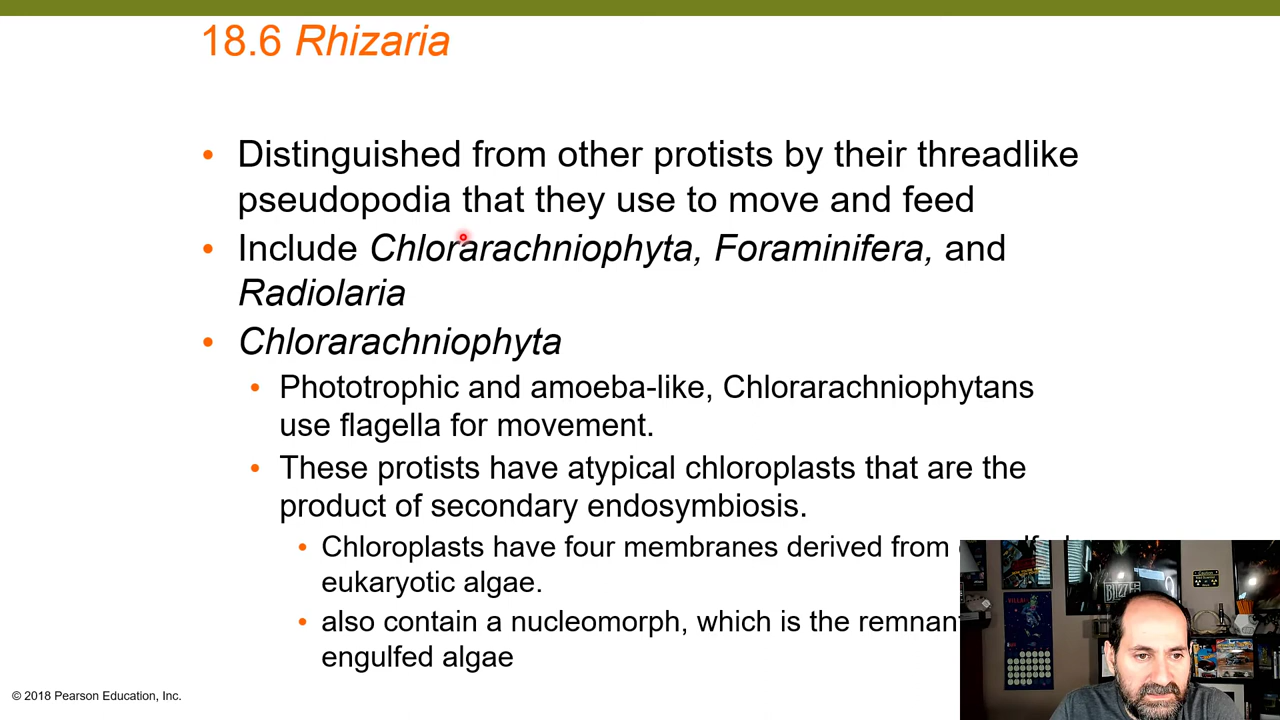 18.6 Rhizaria
• Distinguished from other protists by their threadlike
pseudopodia that they use to move and feed
• Include Chlorarachniophyta, Foraminifera, and
Radiolaria
• Chlorarachniophyta
• Phototrophic and amoeba-like, Chlorarachniophytans
use flagella for movement.
• These protists have atypical chloroplasts that are the
product of secondary endosymbiosis.
• Chloroplasts have four membranes derived from
eukaryotic algae.
• also contain a nucleomorph, which is the remnant
engulfed algae
© 2018 Pearson Education, Inc.